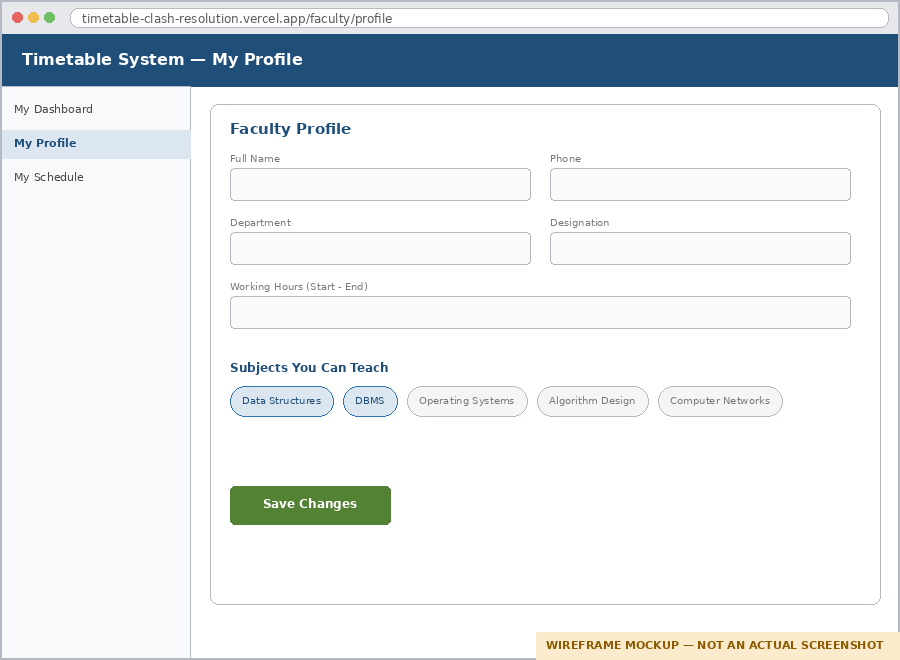 timetable-clash-resolution.vercel.app/faculty/profile
Timetable System — My Profile
My Dashboard
My Profile
My Schedule
Faculty Profile
Full Name
Phone
Department
Designation
Working Hours (Start - End)
Subjects You Can Teach
Data Structures
DBMS
Operating Systems
Algorithm Design
Computer Networks
Save Changes
WIREFRAME MOCKUP — NOT AN ACTUAL SCREENSHOT